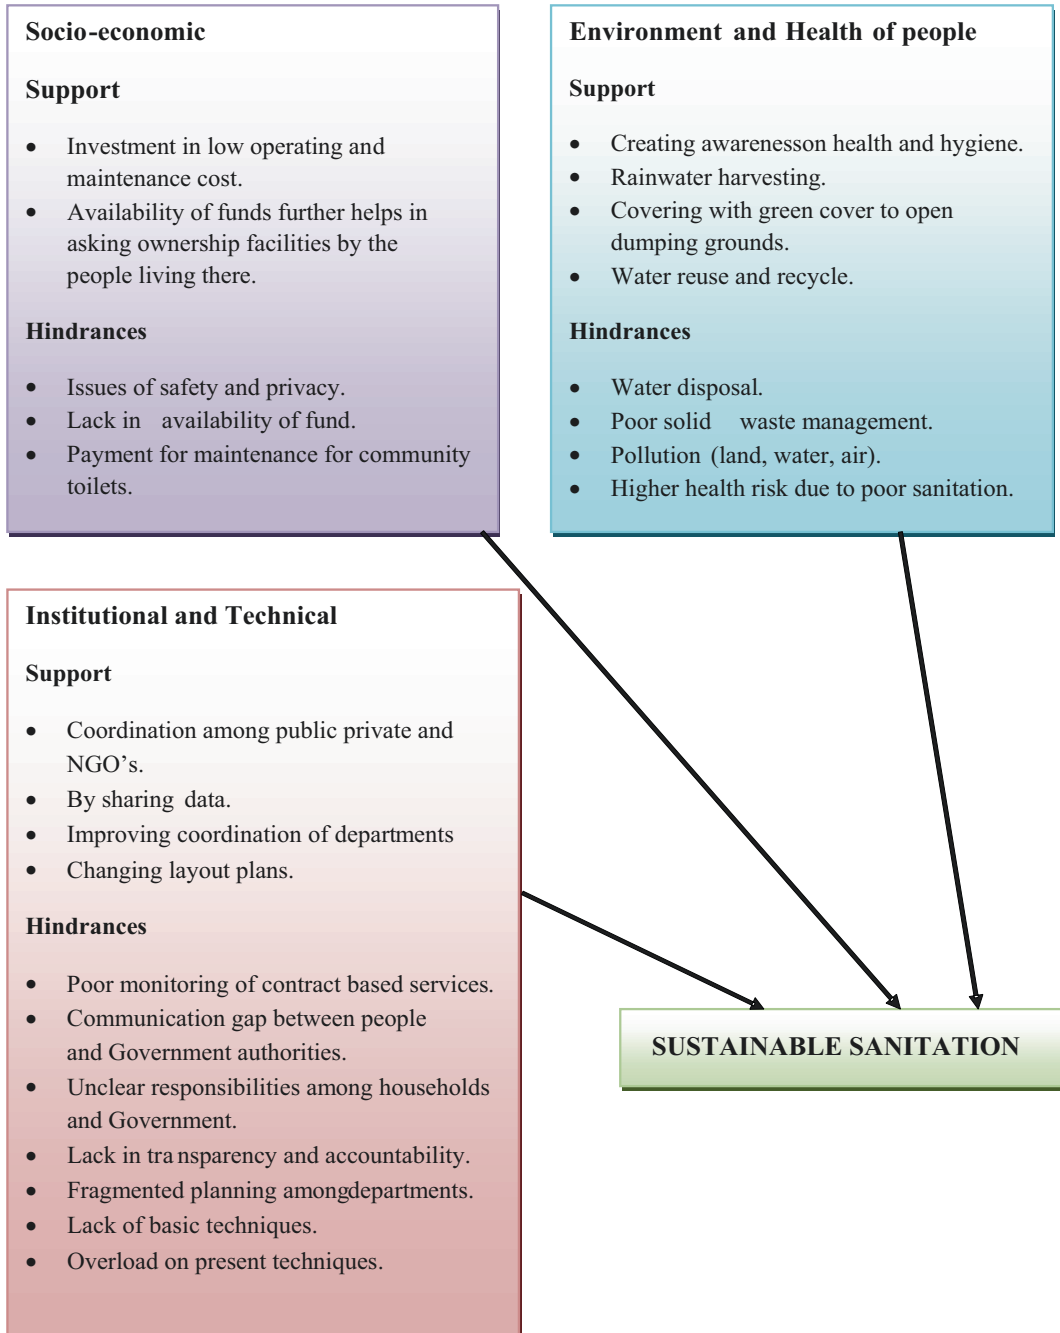 Socio-economic
Support
• Investment in low operating and
maintenance cost.
• Availability of funds further helps in
asking ownership facilities by the
people living there.
Hindrances
• Issues of safety and privacy.
• Lack in availability of fund.
• Payment for maintenance for community
toilets.
Environment and Health of people
Support
• Creating awarenesson health and hygiene.
• Rainwater harvesting.
• Covering with green cover to open
dumping grounds.
• Water reuse and recycle.
Hindrances
• Water disposal.
• Poor solid waste management.
• Pollution (land, water, air).
• Higher health risk due to poor sanitation.
Institutional and Technical
Support
• Coordination among public private and
NGO’s.
• By sharing data.
• Improving coordination of departments
• Changing layout plans.
Hindrances
• Poor monitoring of contract based services.
• Communication gap between people
and Government authorities.
• Unclear responsibilities among households
and Government.
• Lack in tra nsparency and accountability.
• Fragmented planning amongdepartments.
• Lack of basic techniques.
• Overload on present techniques.
SUSTAINABLE SANITATION